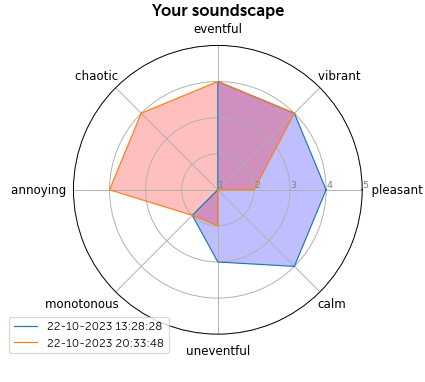 Your soundscape
eventful
chaotic
vibrant
annoying
1 2 3 4 5
pleasant
monotonous
calm
22-10-2023 13:28:28
22-10-2023 20:33:48
uneventful